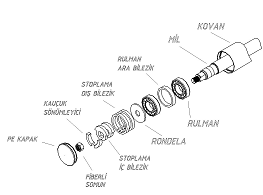 KOVAN
MİL
RULMAN
ARA BİLEZİK
STOPLAMA
DIŞ BİLEZİK
KAUÇUK
SÖNÜMLEYİCİ
RULMAN
RONDELA
PE KAPAK
STOPLAMA
İÇ BİLEZİK
FİBERLİ
SOMUN